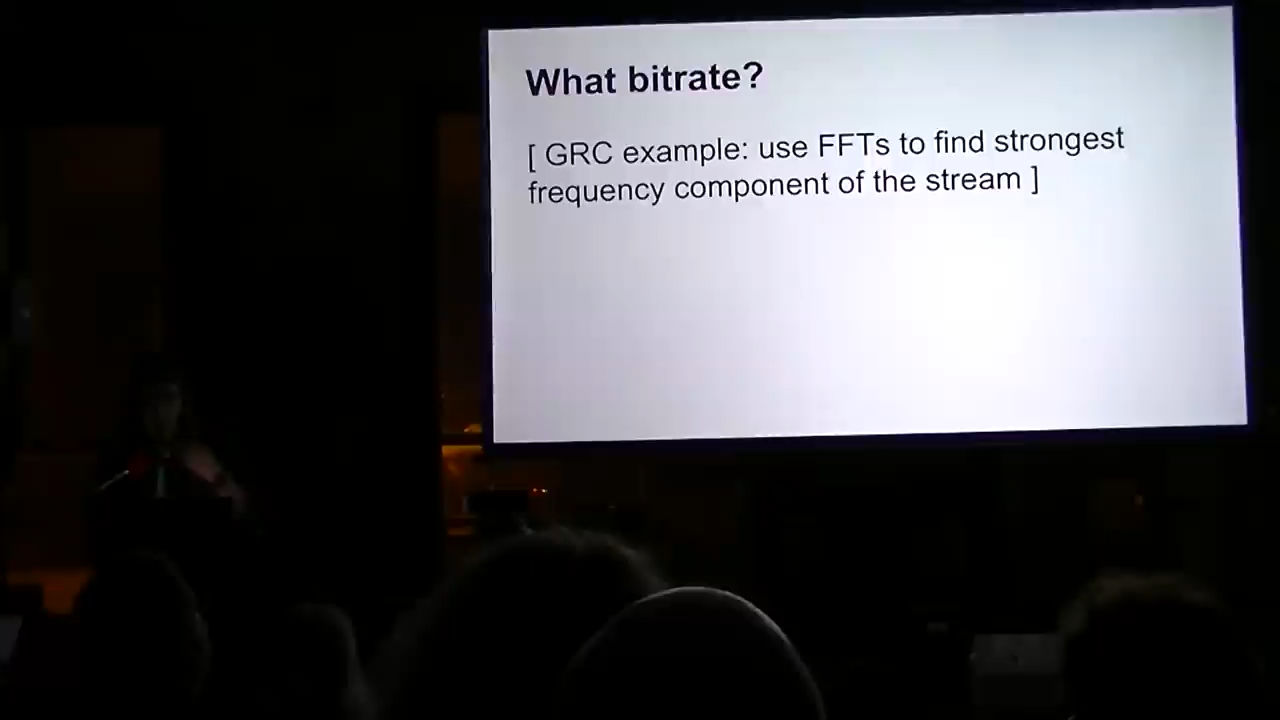 What bitrate?
[ GRC example: use FFTs to find strongest
frequency component of the stream ]